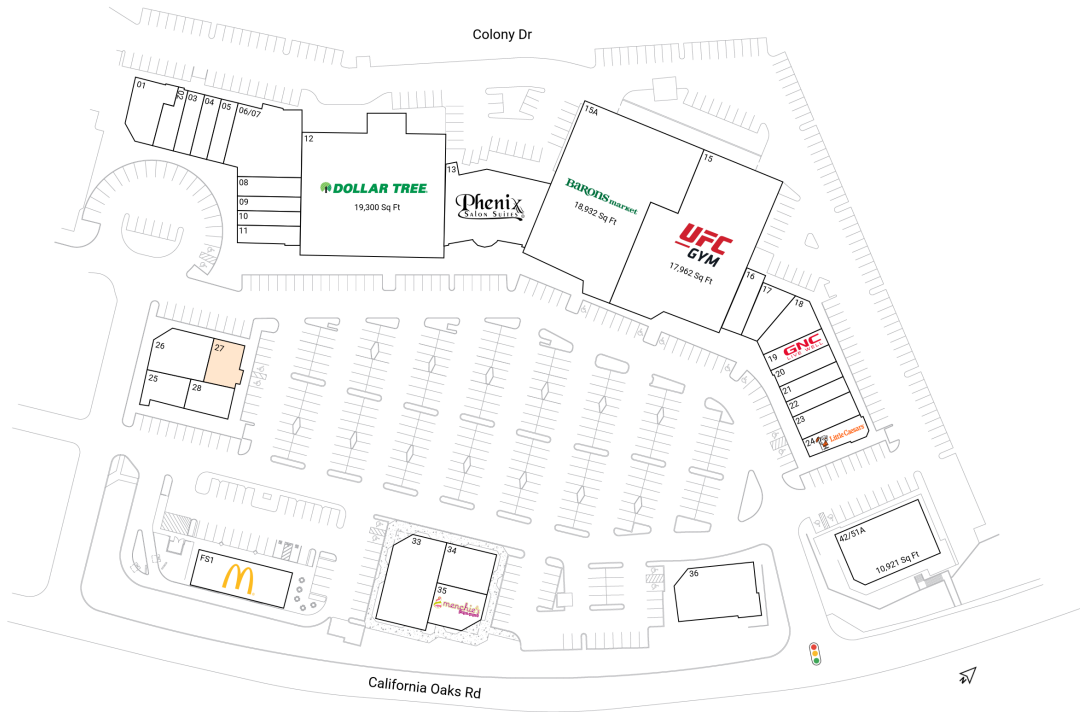 Colony Dr
01
02
03
04
05
06/07
08
09
10
11
12
DOLLAR TREE
19,300 Sq Ft
13
Phenix
SALON SUITES
15A
BARONS market
18,932 Sq Ft
15
UFC
GYM
17,962 Sq Ft
16
17
18
19
GNC
LIVE WELL
20
21
22
23
24
Little Caesars
26
27
25
28
FS1
33
34
35
menchie's
36
42/51A
10,921 Sq Ft
California Oaks Rd